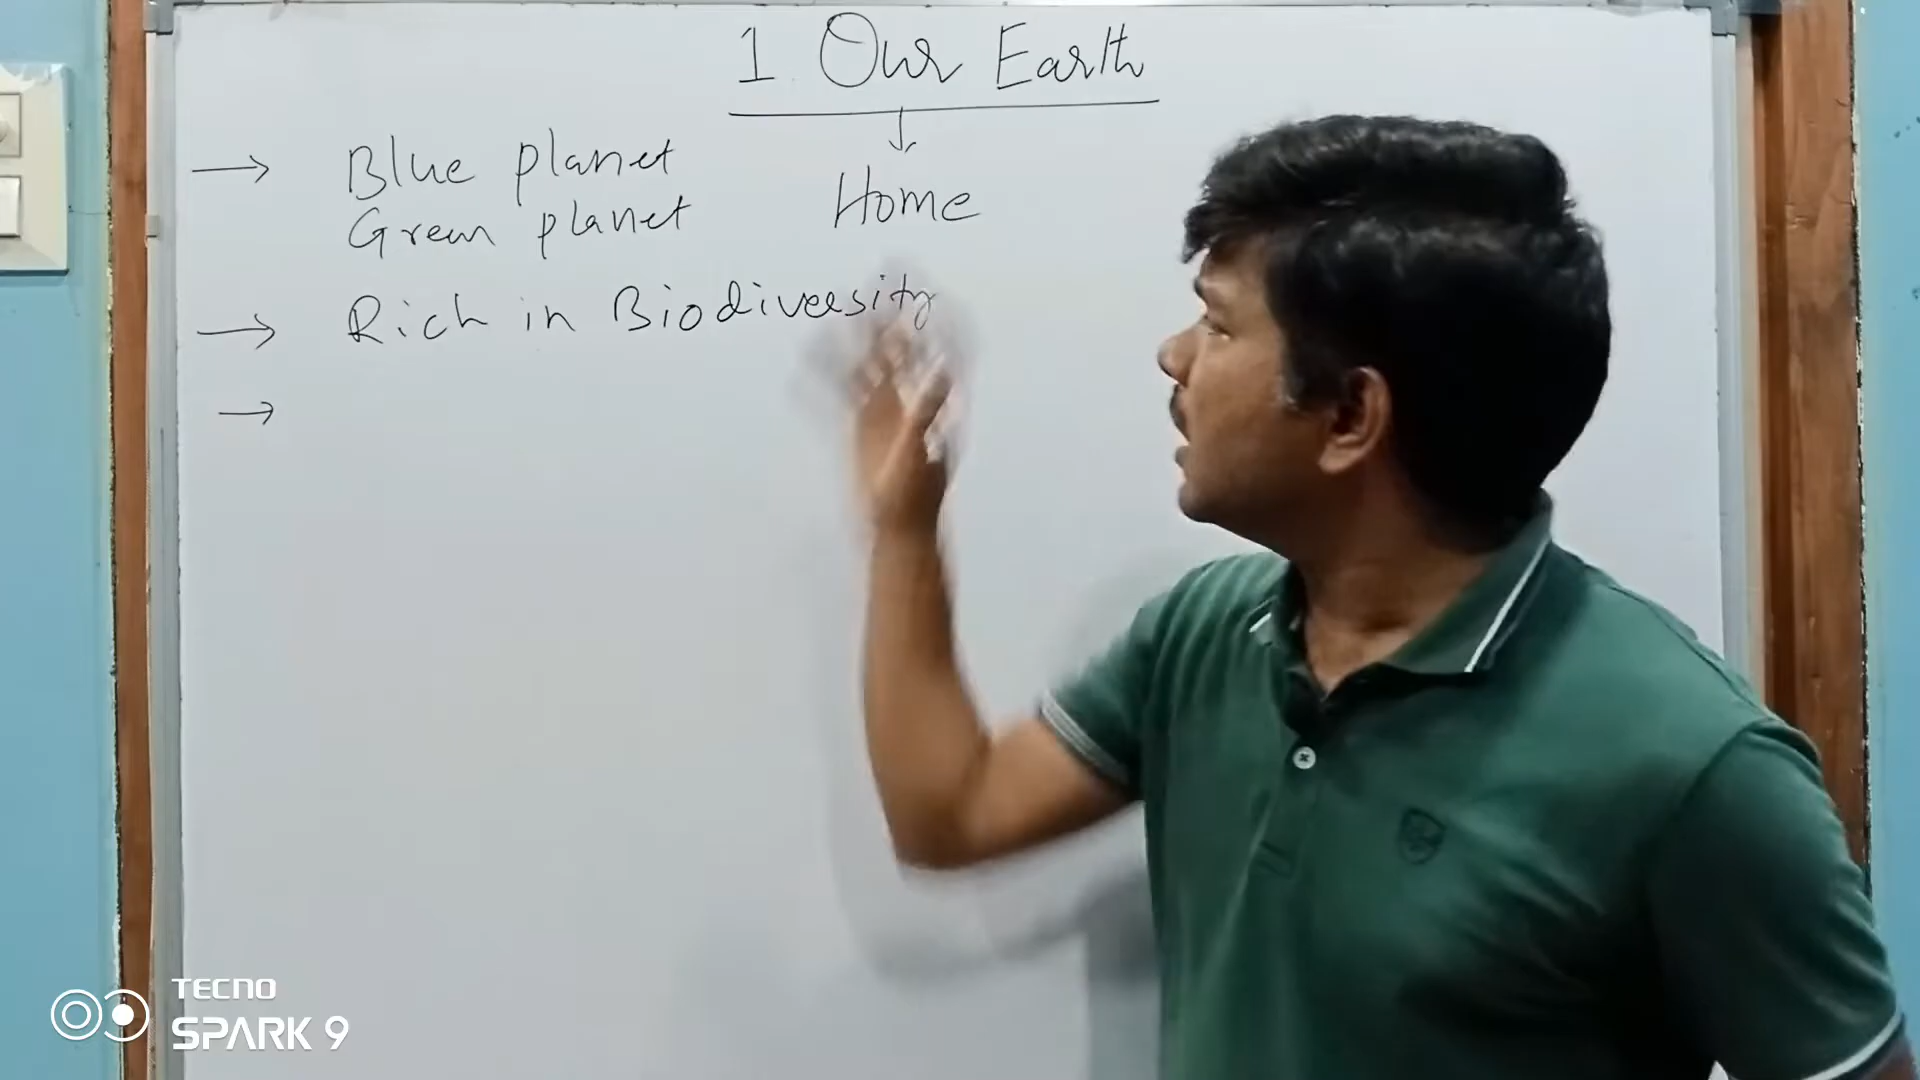 1. Our Earth
→ Blue planet
Green planet
Home
→ Rich in Biodiversity
→
TECNO
SPARK 9